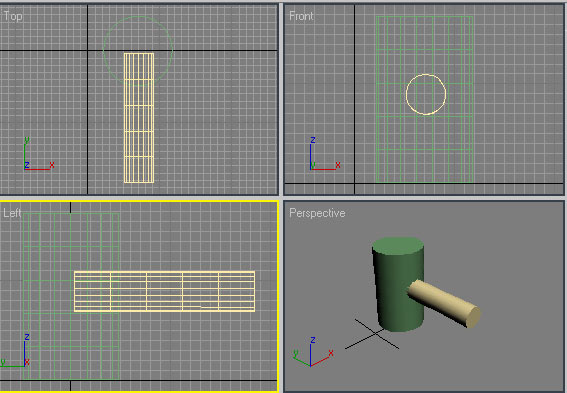 Top
y
z x
Front
z
y x
Left
z
y x
Perspective
z
y x